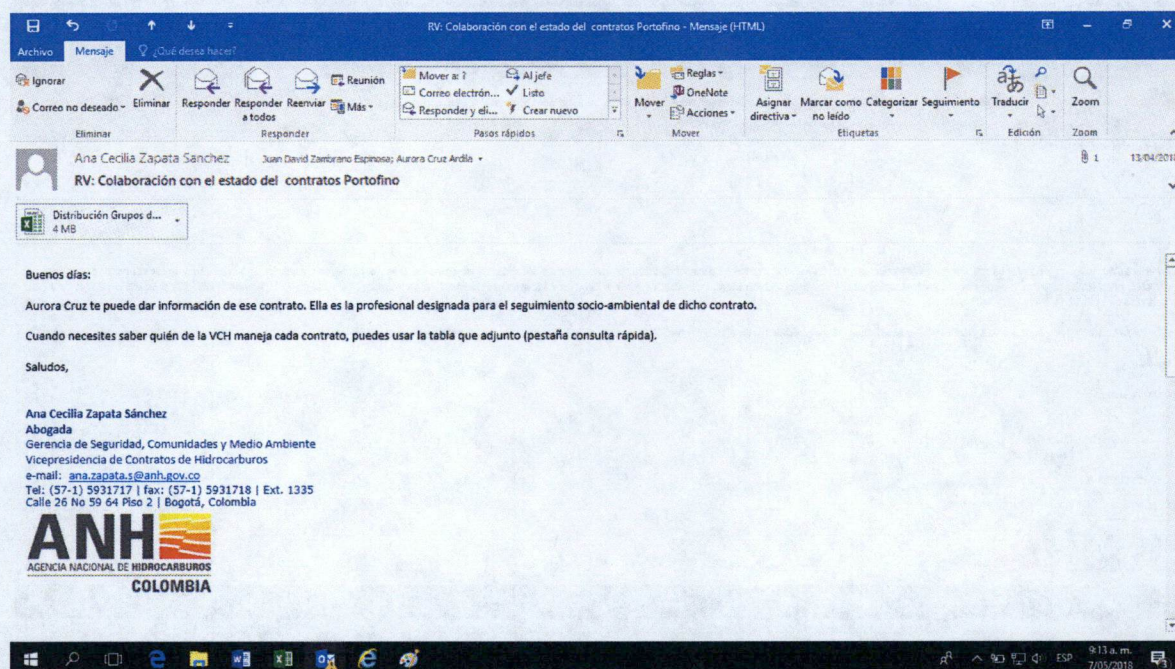 RV: Colaboración con el estado del contratos Portofino - Mensaje (HTML)
Archivo Mensaje ¿Qué desea hacer?
Ignorar
Correo no deseado
Eliminar
Responder
Responder a todos
Reenviar
Reunión
Más
Mover a: ?
Correo electrón...
Responder y eli...
Al jefe
Listo
Crear nuevo
Mover
Reglas
OneNote
Acciones
Asignar directiva
Marcar como no leído
Categorizar
Seguimiento
Traducir
Zoom
Eliminar Responder Pasos rápidos Mover Etiquetas Edición Zoom
Ana Cecilia Zapata Sanchez Juan David Zambrano Espinosa; Aurora Cruz Ardila 1
RV: Colaboración con el estado del contratos Portofino
Distribución Grupos d...
4 MB
Buenos días:
Aurora Cruz te puede dar información de ese contrato. Ella es la profesional designada para el seguimiento socio-ambiental de dicho contrato.
Cuando necesites saber quién de la VCH maneja cada contrato, puedes usar la tabla que adjunto (pestaña consulta rápida).
Saludos,
Ana Cecilia Zapata Sánchez
Abogada
Gerencia de Seguridad, Comunidades y Medio Ambiente
Vicepresidencia de Contratos de Hidrocarburos
e-mail: ana.zapata.s@anh.gov.co
Tel: (57-1) 5931717 | fax: (57-1) 5931718 | Ext. 1335
Calle 26 No 59 64 Piso 2 | Bogotá, Colombia
ANH
AGENCIA NACIONAL DE HIDROCARBUROS
COLOMBIA
ESP
9:13 a. m.
7/05/2018